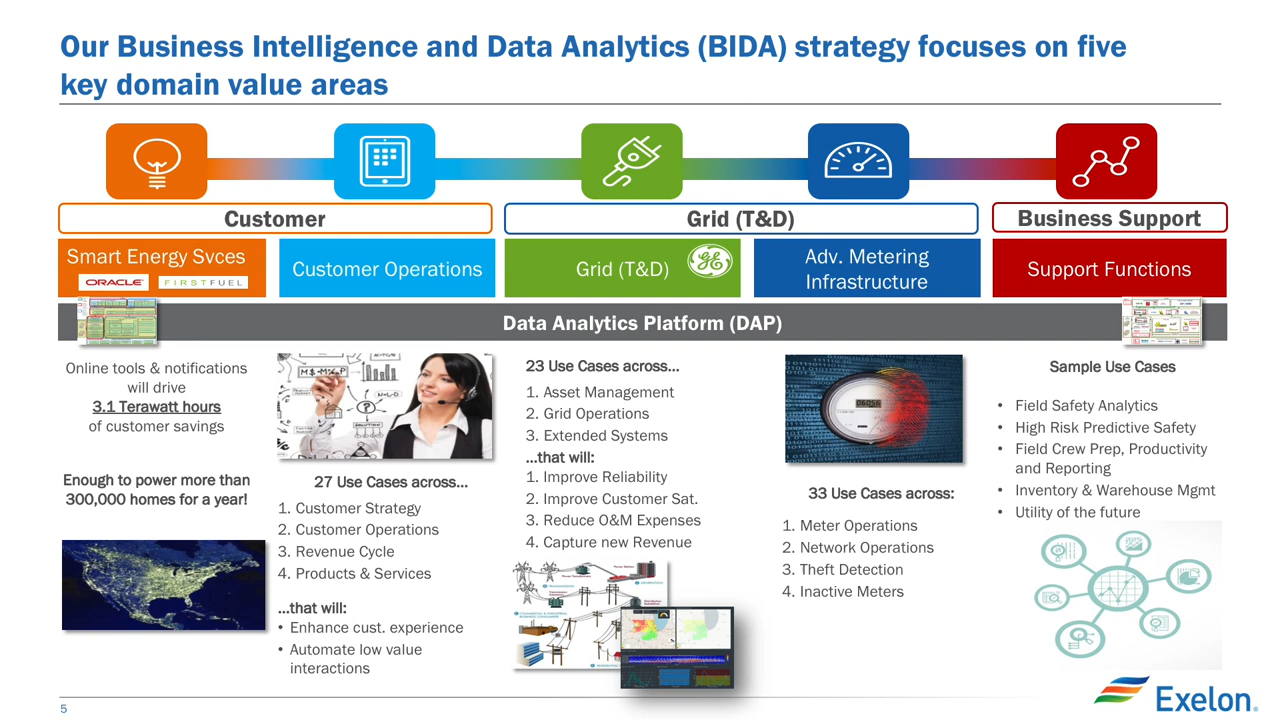 Our Business Intelligence and Data Analytics (BIDA) strategy focuses on five
key domain value areas
Customer
Grid (T&D)
Business Support
Smart Energy Svces
ORACLE
FIRSTFUEL
Customer Operations
Grid (T&D)
GE
Adv. Metering
Infrastructure
Support Functions
Data Analytics Platform (DAP)
Online tools & notifications
will drive
3.1 Terawatt hours
of customer savings
Enough to power more than
300,000 homes for a year!
27 Use Cases across…
1. Customer Strategy
2. Customer Operations
3. Revenue Cycle
4. Products & Services
…that will:
• Enhance cust. experience
• Automate low value
interactions
23 Use Cases across…
1. Asset Management
2. Grid Operations
3. Extended Systems
…that will:
1. Improve Reliability
2. Improve Customer Sat.
3. Reduce O&M Expenses
4. Capture new Revenue
33 Use Cases across:
1. Meter Operations
2. Network Operations
3. Theft Detection
4. Inactive Meters
Sample Use Cases
• Field Safety Analytics
• High Risk Predictive Safety
• Field Crew Prep, Productivity
and Reporting
• Inventory & Warehouse Mgmt
• Utility of the future
5
Exelon®